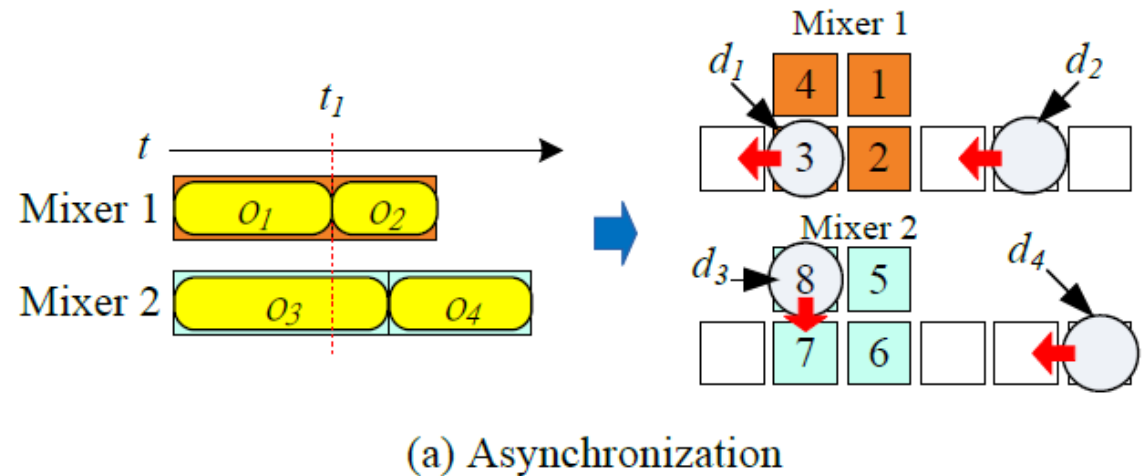 t
t1
Mixer 1
o1
o2
Mixer 2
o3
o4
Mixer 1
d1
d2
4
1
3
2
Mixer 2
d3
d4
8
5
7
6
(a) Asynchronization